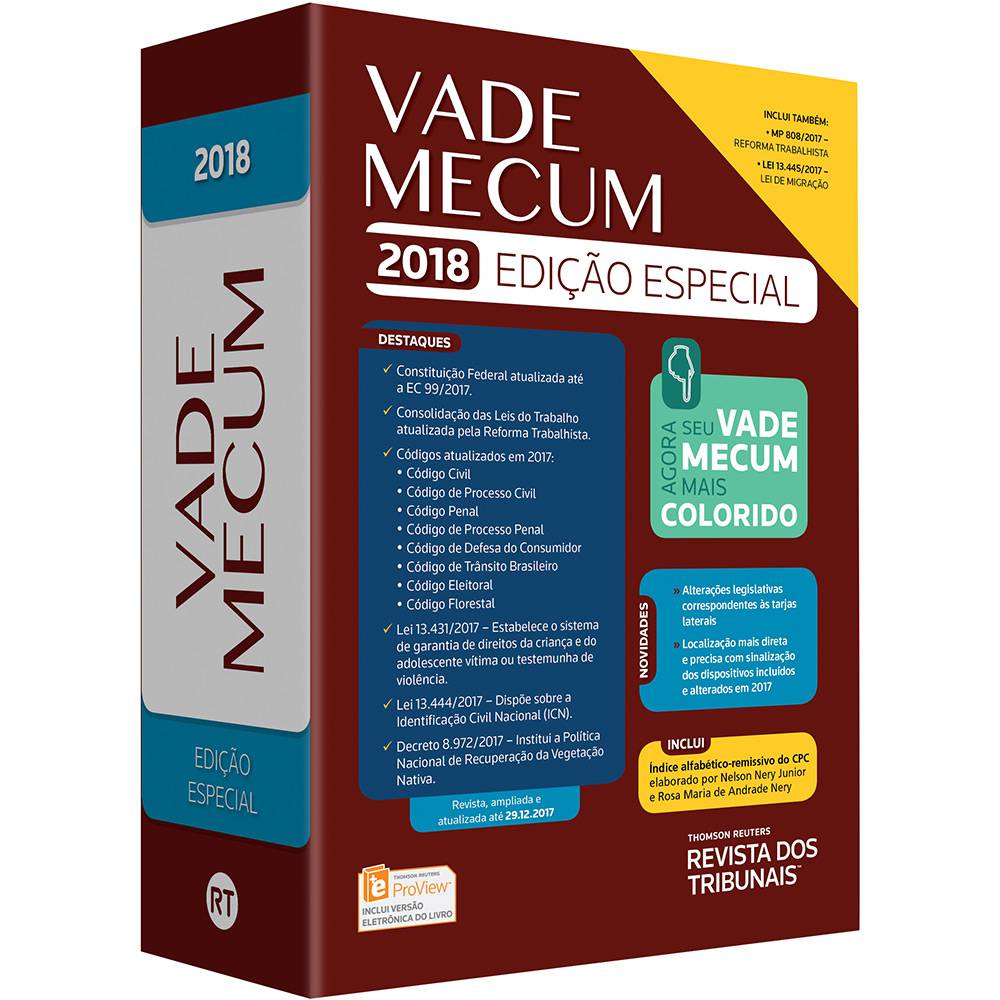 2018
VADE
MECUM
EDIÇÃO
ESPECIAL
RT
VADE
MECUM
2018 EDIÇÃO ESPECIAL
INCLUI TAMBÉM:
• MP 808/2017 –
REFORMA TRABALHISTA
• LEI 13.445/2017 –
LEI DE MIGRAÇÃO
DESTAQUES
✓ Constituição Federal atualizada até
a EC 99/2017.
✓ Consolidação das Leis do Trabalho
atualizada pela Reforma Trabalhista.
✓ Códigos atualizados em 2017:
• Código Civil
• Código de Processo Civil
• Código Penal
• Código de Processo Penal
• Código de Defesa do Consumidor
• Código de Trânsito Brasileiro
• Código Eleitoral
• Código Florestal
✓ Lei 13.431/2017 – Estabelece o sistema
de garantia de direitos da criança e do
adolescente vítima ou testemunha de
violência.
✓ Lei 13.444/2017 – Dispõe sobre a
Identificação Civil Nacional (ICN).
✓ Decreto 8.972/2017 – Institui a Política
Nacional de Recuperação da Vegetação
Nativa.
Revista, ampliada e
atualizada até 29.12.2017
AGORA
SEU VADE
MECUM
MAIS
COLORIDO
NOVIDADES
» Alterações legislativas
correspondentes às tarjas
laterais
» Localização mais direta
e precisa com sinalização
dos dispositivos incluídos
e alterados em 2017
INCLUI
Índice alfabético-remissivo do CPC
elaborado por Nelson Nery Junior
e Rosa Maria de Andrade Nery
THOMSON REUTERS
REVISTA DOS
TRIBUNAIS™
+e
THOMSON REUTERS
ProView™
INCLUI VERSÃO
ELETRÔNICA DO LIVRO